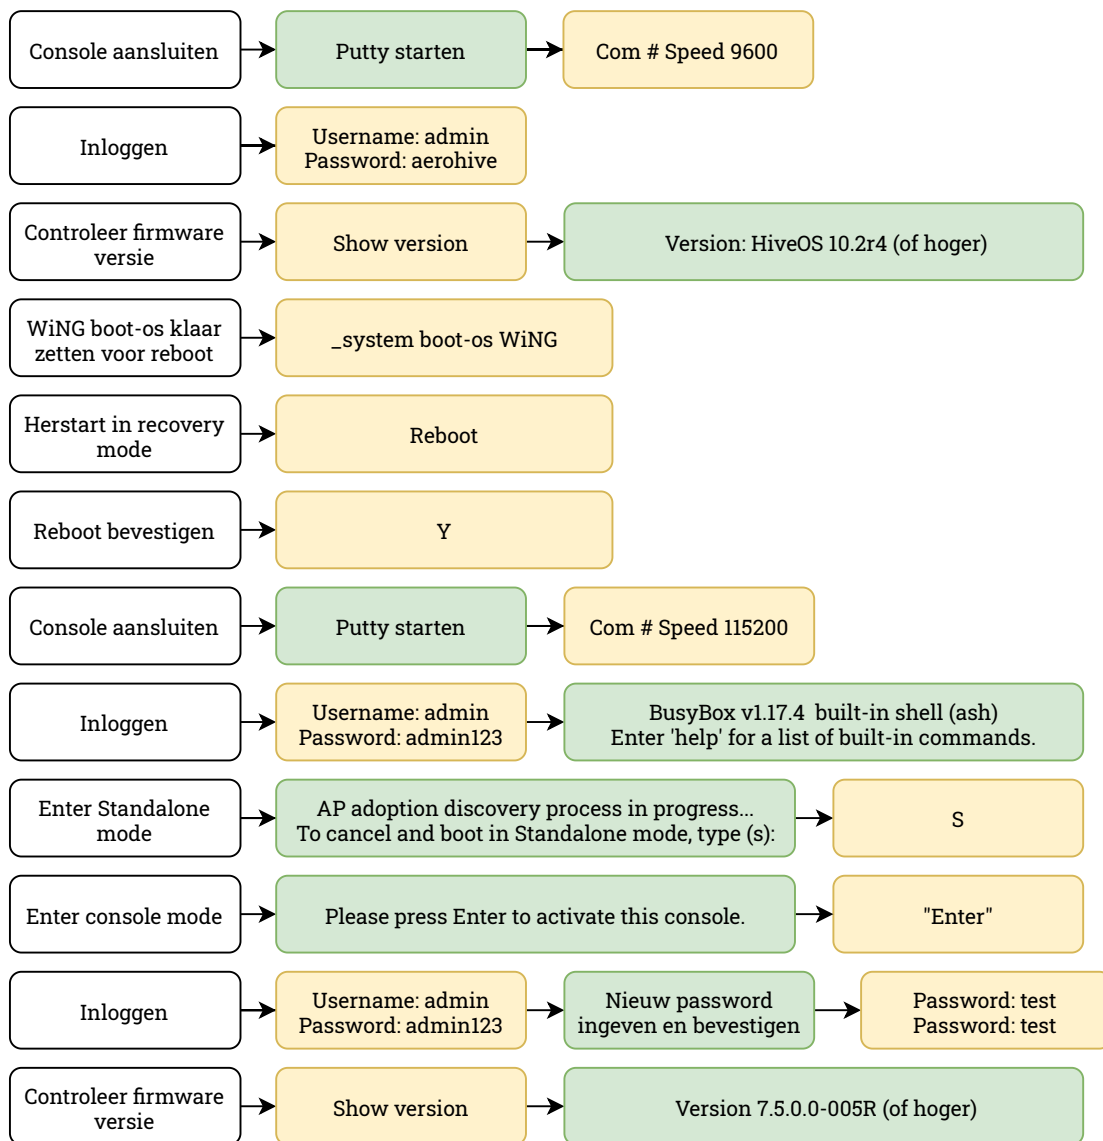 Console aansluiten
Putty starten
Com # Speed 9600
Inloggen
Username: admin
Password: aerohive
Controleer firmware
versie
Show version
Version: HiveOS 10.2r4 (of hoger)
WiNG boot-os klaar
zetten voor reboot
_system boot-os WiNG
Herstart in recovery
mode
Reboot
Reboot bevestigen
Y
Console aansluiten
Putty starten
Com # Speed 115200
Inloggen
Username: admin
Password: admin123
BusyBox v1.17.4 built-in shell (ash)
Enter 'help' for a list of built-in commands.
Enter Standalone
mode
AP adoption discovery process in progress...
To cancel and boot in Standalone mode, type (s):
S
Enter console mode
Please press Enter to activate this console.
"Enter"
Inloggen
Username: admin
Password: admin123
Nieuw password
ingeven en bevestigen
Password: test
Password: test
Controleer firmware
versie
Show version
Version 7.5.0.0-005R (of hoger)